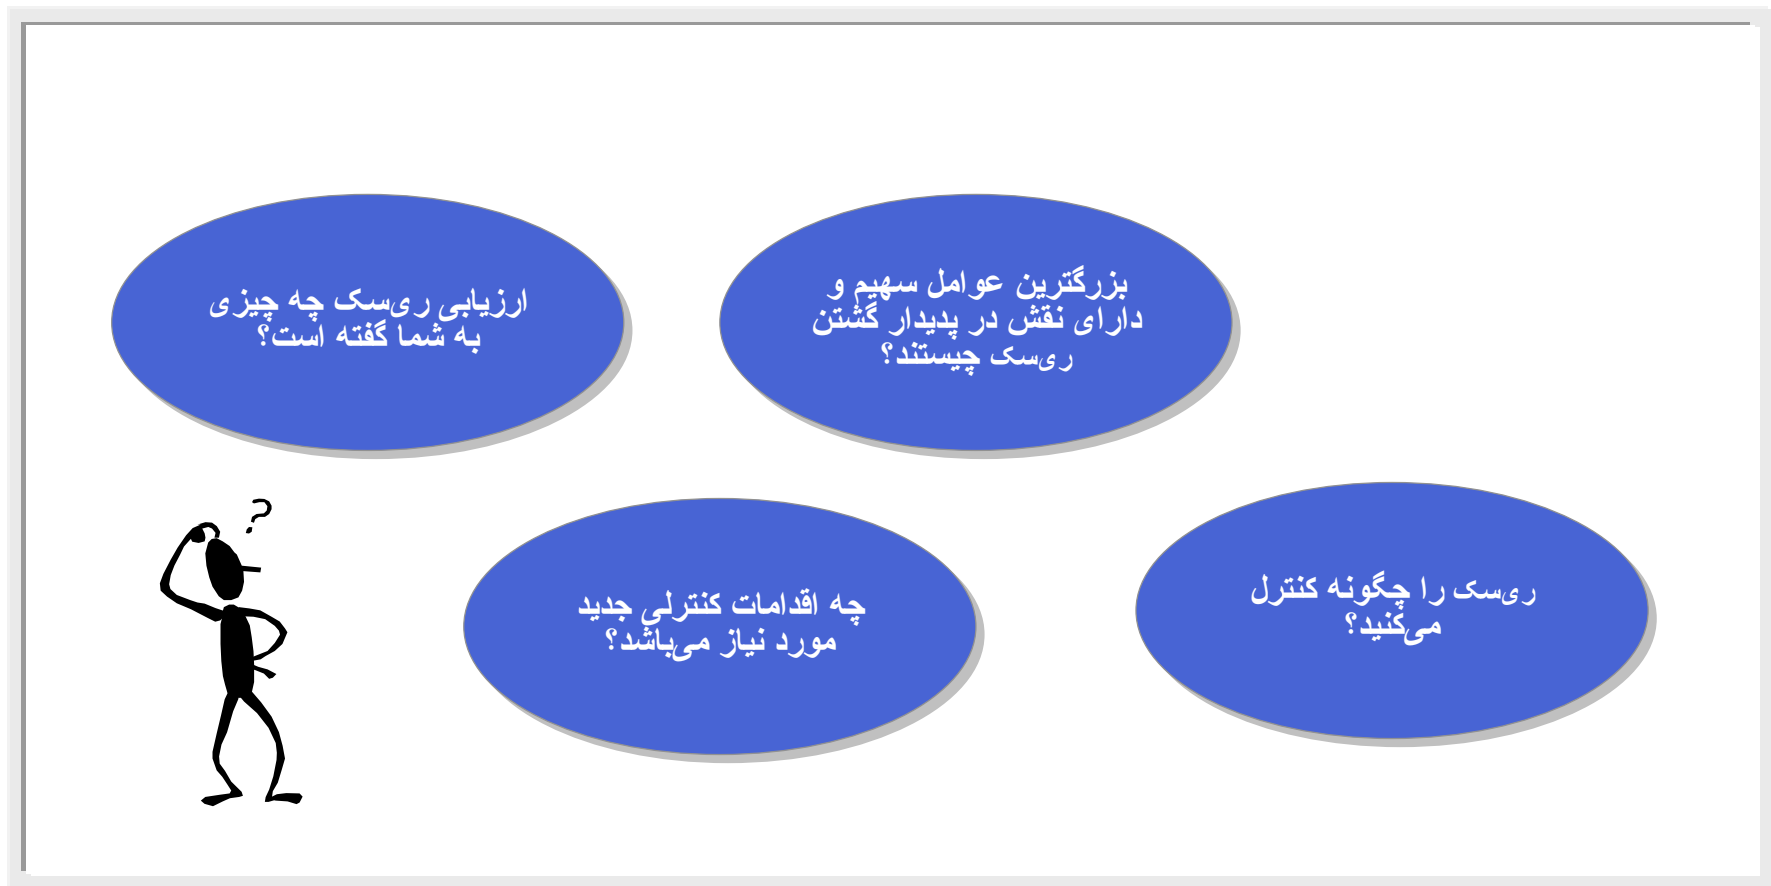 ارزیابی ریسک چه چیزی
به شما گفته است؟
بزرگترین عوامل سهیم و
دارای نقش در پدیدار گشتن
ریسک چیستند؟
?
چه اقدامات کنترلی جدید
مورد نیاز می‌باشد؟
ریسک را چگونه کنترل
می‌کنید؟